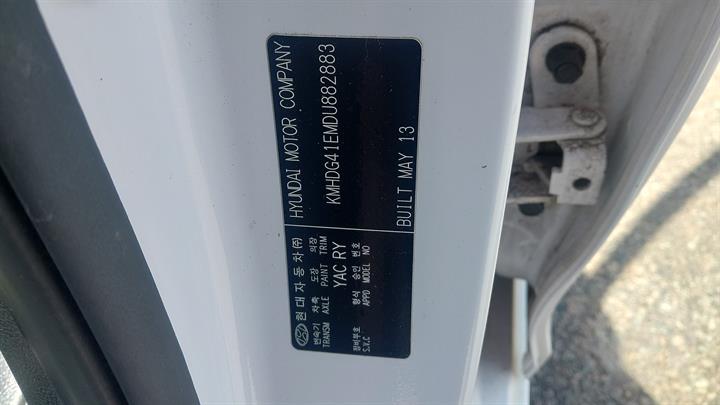 현대자동차(주) HYUNDAI MOTOR COMPANY
변속기 차축 도장 의장
TRANSM AXLE PAINT TRIM
YAC RY
KMHDG41EMDU882883
정비부호 형식 승인 번호
S.V.C APPD MODEL NO
BUILT MAY 13